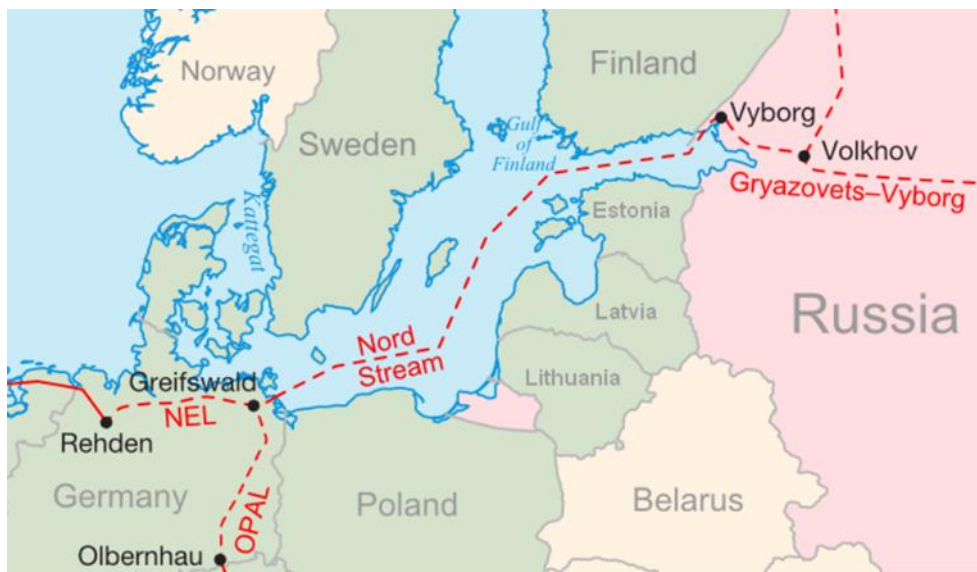 Norway
Finland
Sweden
Gulf
of
Finland
Vyborg
Volkhov
Gryazovets–Vyborg
Kattegat
Estonia
Russia
Latvia
Nord
Stream
Lithuania
Greifswald
NEL
Rehden
Germany
OPAL
Poland
Belarus
Olbernhau